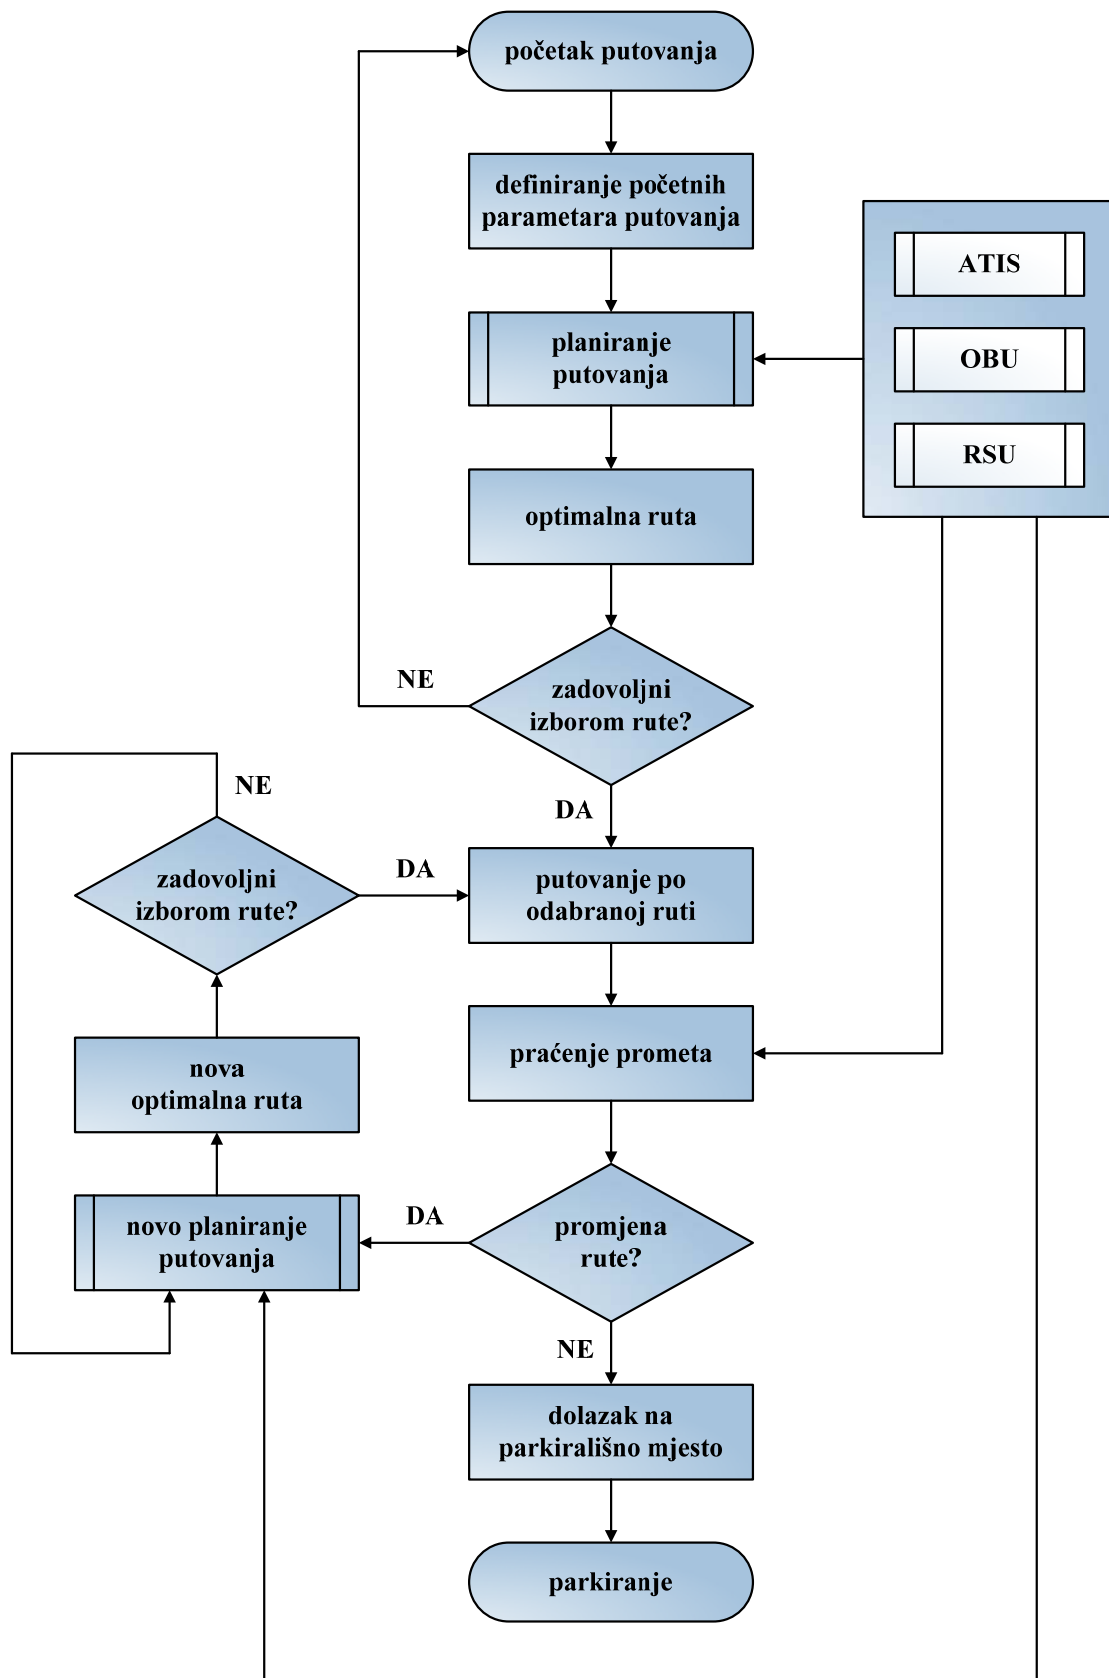 početak putovanja
definiranje početnih
parametara putovanja
ATIS
OBU
RSU
planiranje
putovanja
optimalna ruta
NE
zadovoljni
izborom rute?
DA
NE
zadovoljni
izborom rute?
DA
putovanje po
odabranoj ruti
praćenje prometa
nova
optimalna ruta
novo planiranje
putovanja
DA
promjena
rute?
NE
dolazak na
parkirališno mjesto
parkiranje